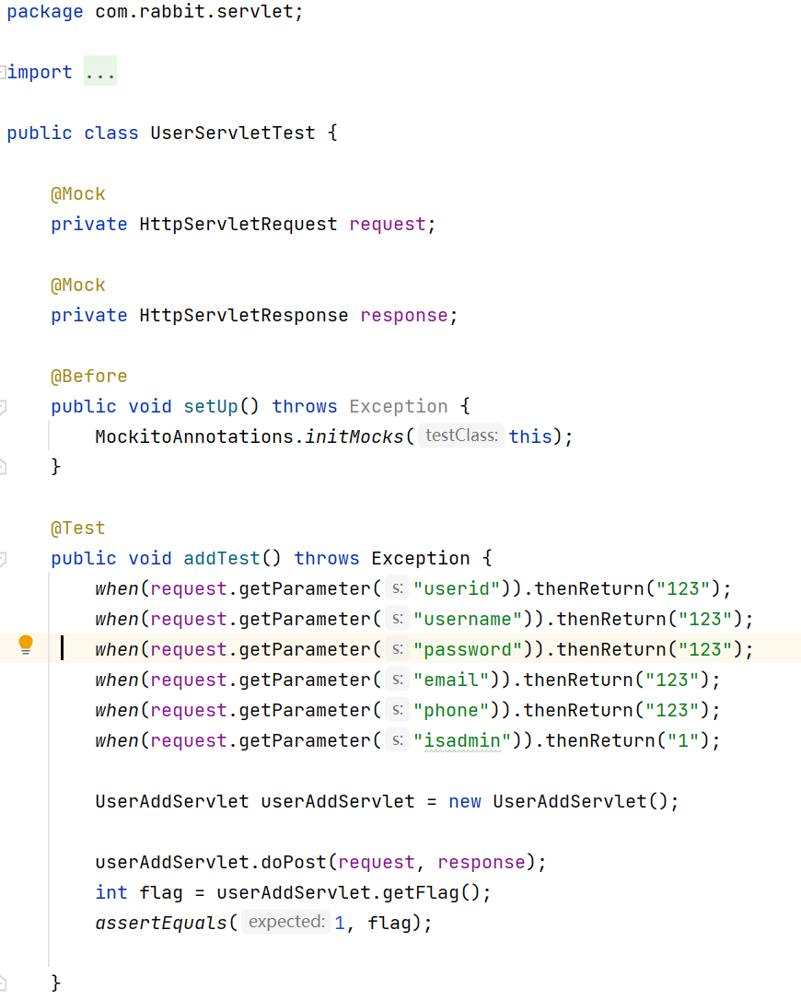 package com.rabbit.servlet;
import ...
public class UserServletTest {
@Mock
private HttpServletRequest request;
@Mock
private HttpServletResponse response;
@Before
public void setUp() throws Exception {
MockitoAnnotations.initMocks( testClass: this);
}
@Test
public void addTest() throws Exception {
when(request.getParameter( s: "userid")).thenReturn("123");
when(request.getParameter( s: "username")).thenReturn("123");
when(request.getParameter( s: "password")).thenReturn("123");
when(request.getParameter( s: "email")).thenReturn("123");
when(request.getParameter( s: "phone")).thenReturn("123");
when(request.getParameter( s: "isadmin")).thenReturn("1");
UserAddServlet userAddServlet = new UserAddServlet();
userAddServlet.doPost(request, response);
int flag = userAddServlet.getFlag();
assertEquals( expected: 1, flag);
}